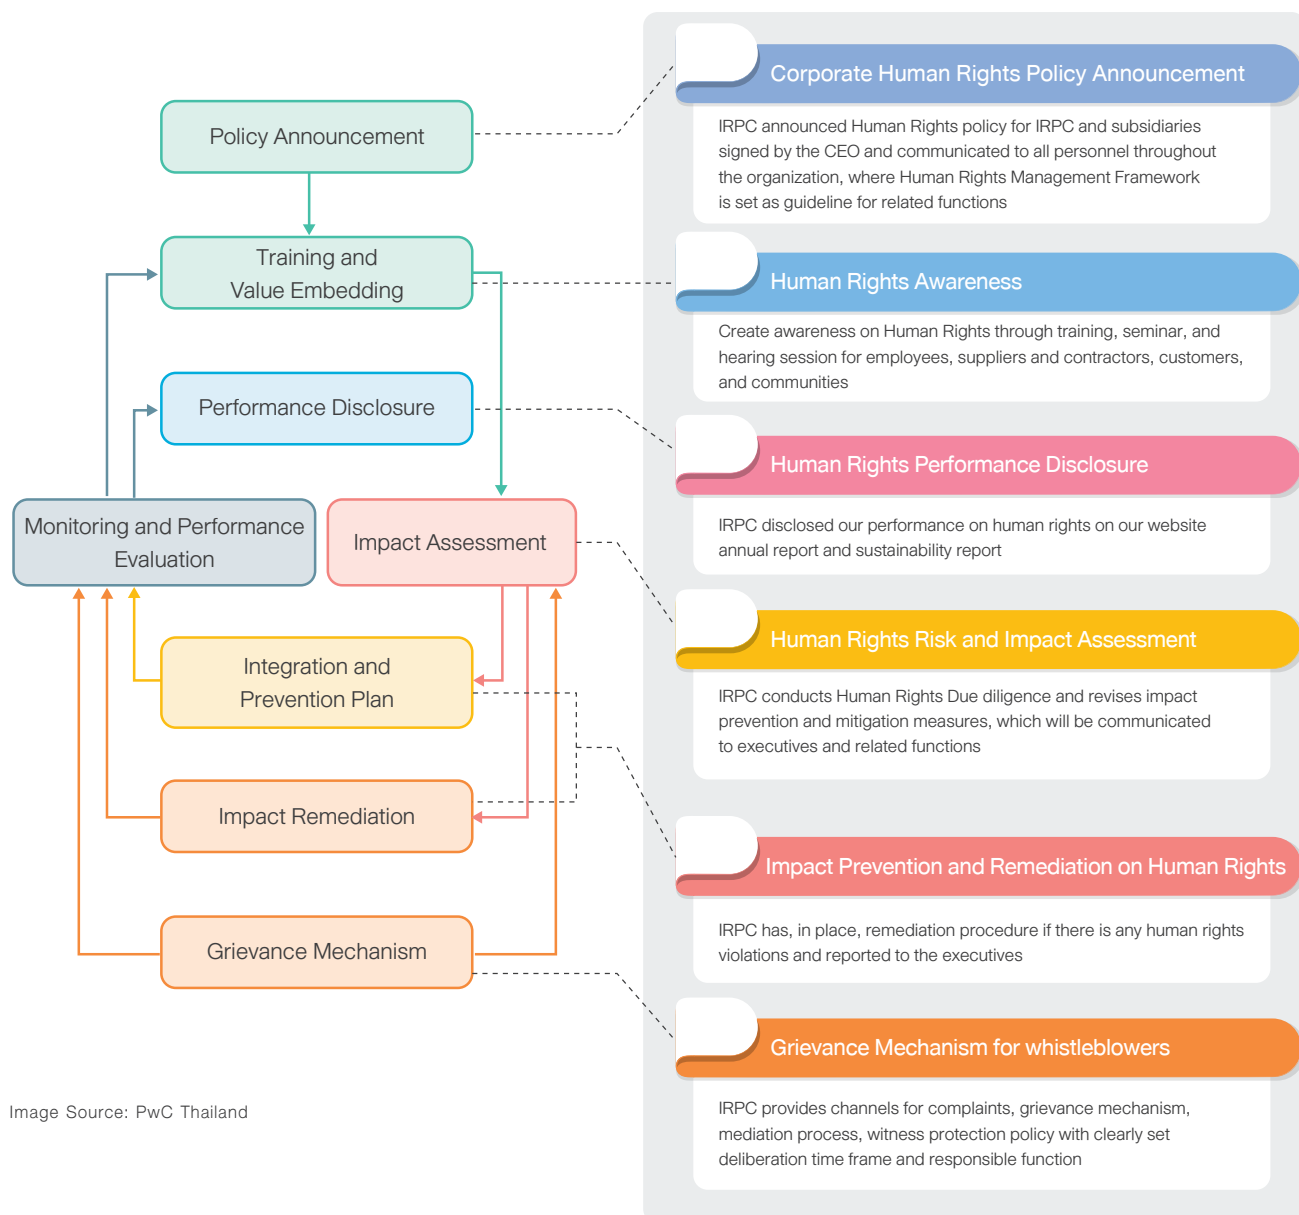 Policy Announcement
Training and
Value Embedding
Performance Disclosure
Monitoring and Performance
Evaluation
Impact Assessment
Integration and
Prevention Plan
Impact Remediation
Grievance Mechanism
Image Source: PwC Thailand
Corporate Human Rights Policy Announcement
IRPC announced Human Rights policy for IRPC and subsidiaries
signed by the CEO and communicated to all personnel throughout
the organization, where Human Rights Management Framework
is set as guideline for related functions
Human Rights Awareness
Create awareness on Human Rights through training, seminar, and
hearing session for employees, suppliers and contractors, customers,
and communities
Human Rights Performance Disclosure
IRPC disclosed our performance on human rights on our website
annual report and sustainability report
Human Rights Risk and Impact Assessment
IRPC conducts Human Rights Due diligence and revises impact
prevention and mitigation measures, which will be communicated
to executives and related functions
Impact Prevention and Remediation on Human Rights
IRPC has, in place, remediation procedure if there is any human rights
violations and reported to the executives
Grievance Mechanism for whistleblowers
IRPC provides channels for complaints, grievance mechanism,
mediation process, witness protection policy with clearly set
deliberation time frame and responsible function